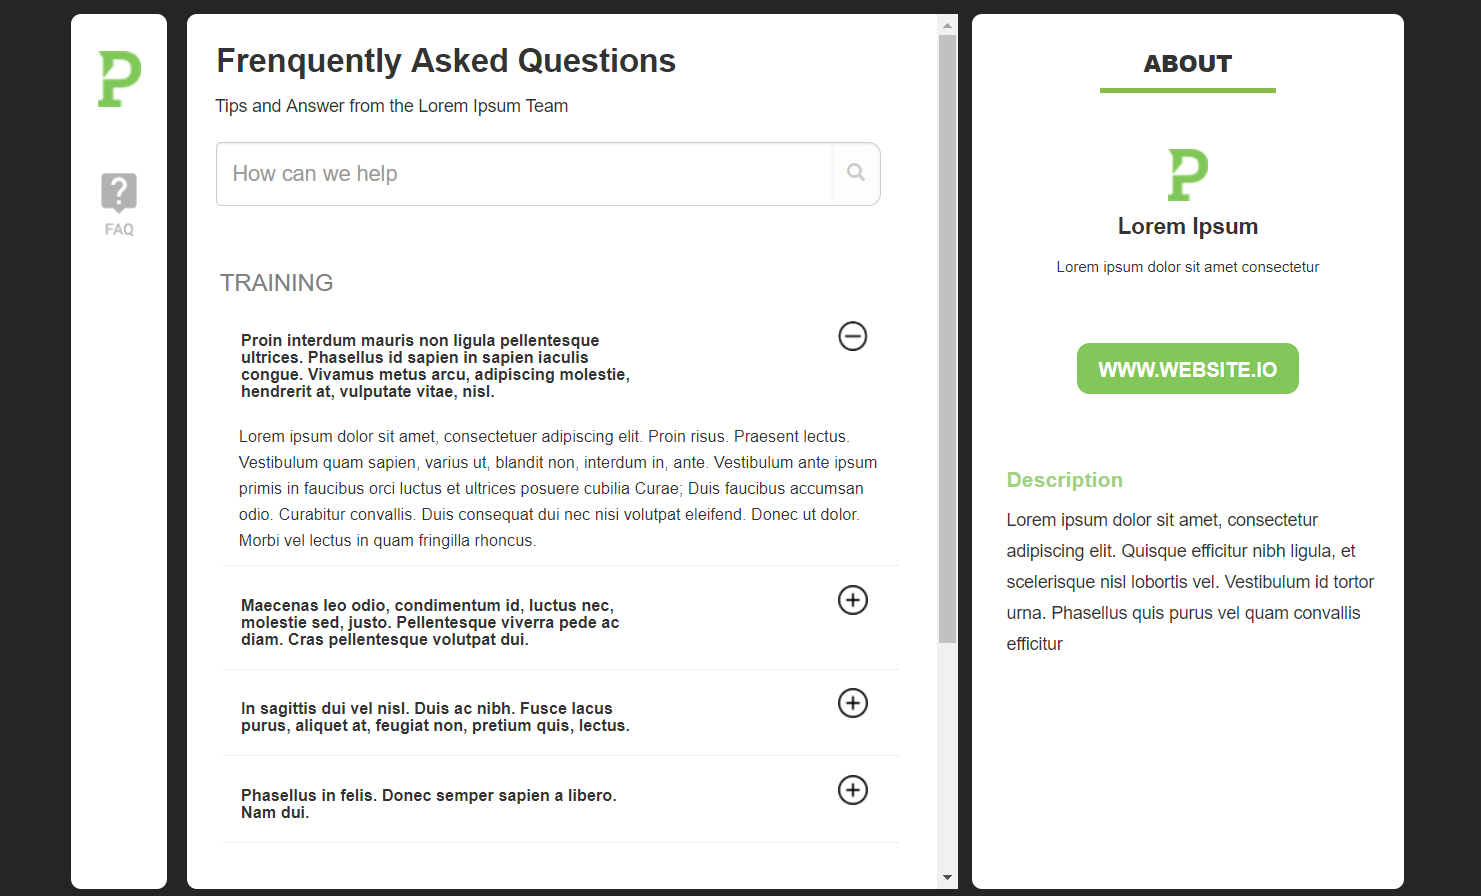 P
FAQ
Frenquently Asked Questions
Tips and Answer from the Lorem Ipsum Team
How can we help
TRAINING
Proin interdum mauris non ligula pellentesque
ultrices. Phasellus id sapien in sapien iaculis
congue. Vivamus metus arcu, adipiscing molestie,
hendrerit at, vulputate vitae, nisl.
Lorem ipsum dolor sit amet, consectetuer adipiscing elit. Proin risus. Praesent lectus.
Vestibulum quam sapien, varius ut, blandit non, interdum in, ante. Vestibulum ante ipsum
primis in faucibus orci luctus et ultrices posuere cubilia Curae; Duis faucibus accumsan
odio. Curabitur convallis. Duis consequat dui nec nisi volutpat eleifend. Donec ut dolor.
Morbi vel lectus in quam fringilla rhoncus.
Maecenas leo odio, condimentum id, luctus nec,
molestie sed, justo. Pellentesque viverra pede ac
diam. Cras pellentesque volutpat dui.
In sagittis dui vel nisl. Duis ac nibh. Fusce lacus
purus, aliquet at, feugiat non, pretium quis, lectus.
Phasellus in felis. Donec semper sapien a libero.
Nam dui.
ABOUT
P
Lorem Ipsum
Lorem ipsum dolor sit amet consectetur
WWW.WEBSITE.IO
Description
Lorem ipsum dolor sit amet, consectetur
adipiscing elit. Quisque efficitur nibh ligula, et
scelerisque nisl lobortis vel. Vestibulum id tortor
urna. Phasellus quis purus vel quam convallis
efficitur